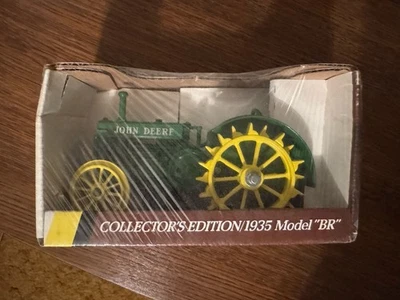 JOHN DEERE
COLLECTOR'S EDITION/1935 Model "BR"